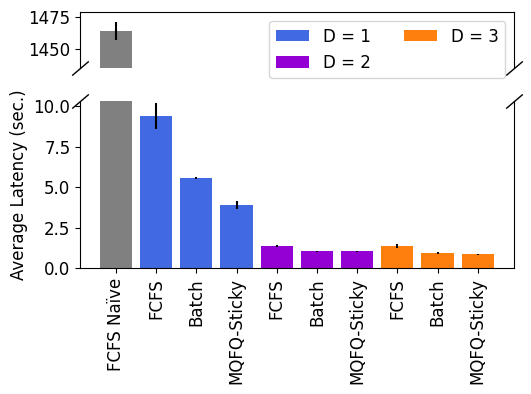 1475
1450
D = 1
D = 2
D = 3
Average Latency (sec.)
10.0
7.5
5.0
2.5
0.0
FCFS Naïve
FCFS
Batch
MQFQ-Sticky
FCFS
Batch
MQFQ-Sticky
FCFS
Batch
MQFQ-Sticky